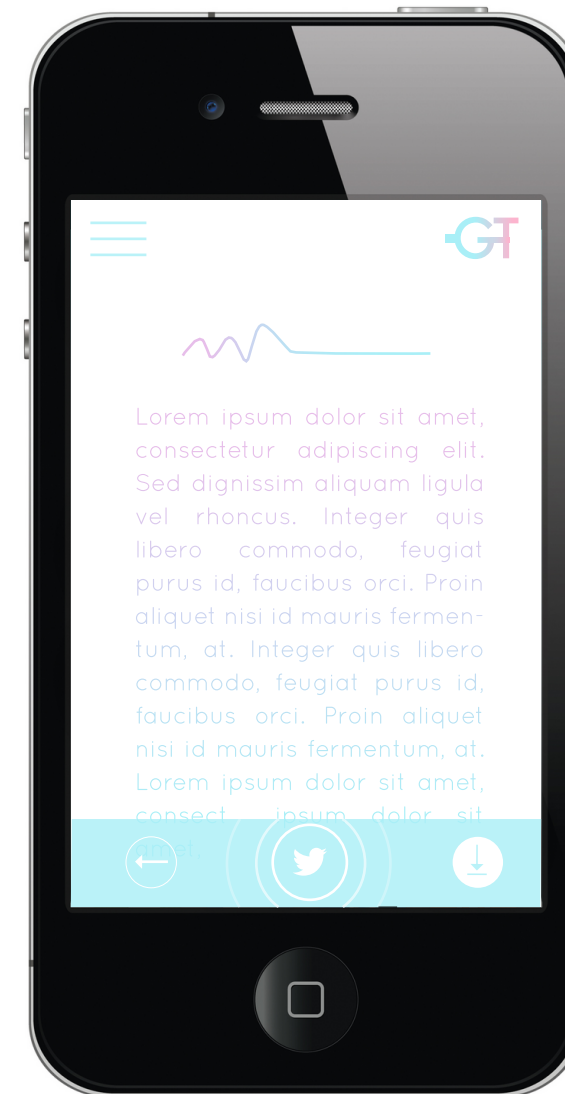 GT
Lorem ipsum dolor sit amet,
consectetur adipiscing elit.
Sed dignissim aliquam ligula
vel rhoncus. Integer quis
libero commodo, feugiat
purus id, faucibus orci. Proin
aliquet nisi id mauris fermen-
tum, at. Integer quis libero
commodo, feugiat purus id,
faucibus orci. Proin aliquet
nisi id mauris fermentum, at.
Lorem ipsum dolor sit amet,
consect ipsum dolor sit
amet,